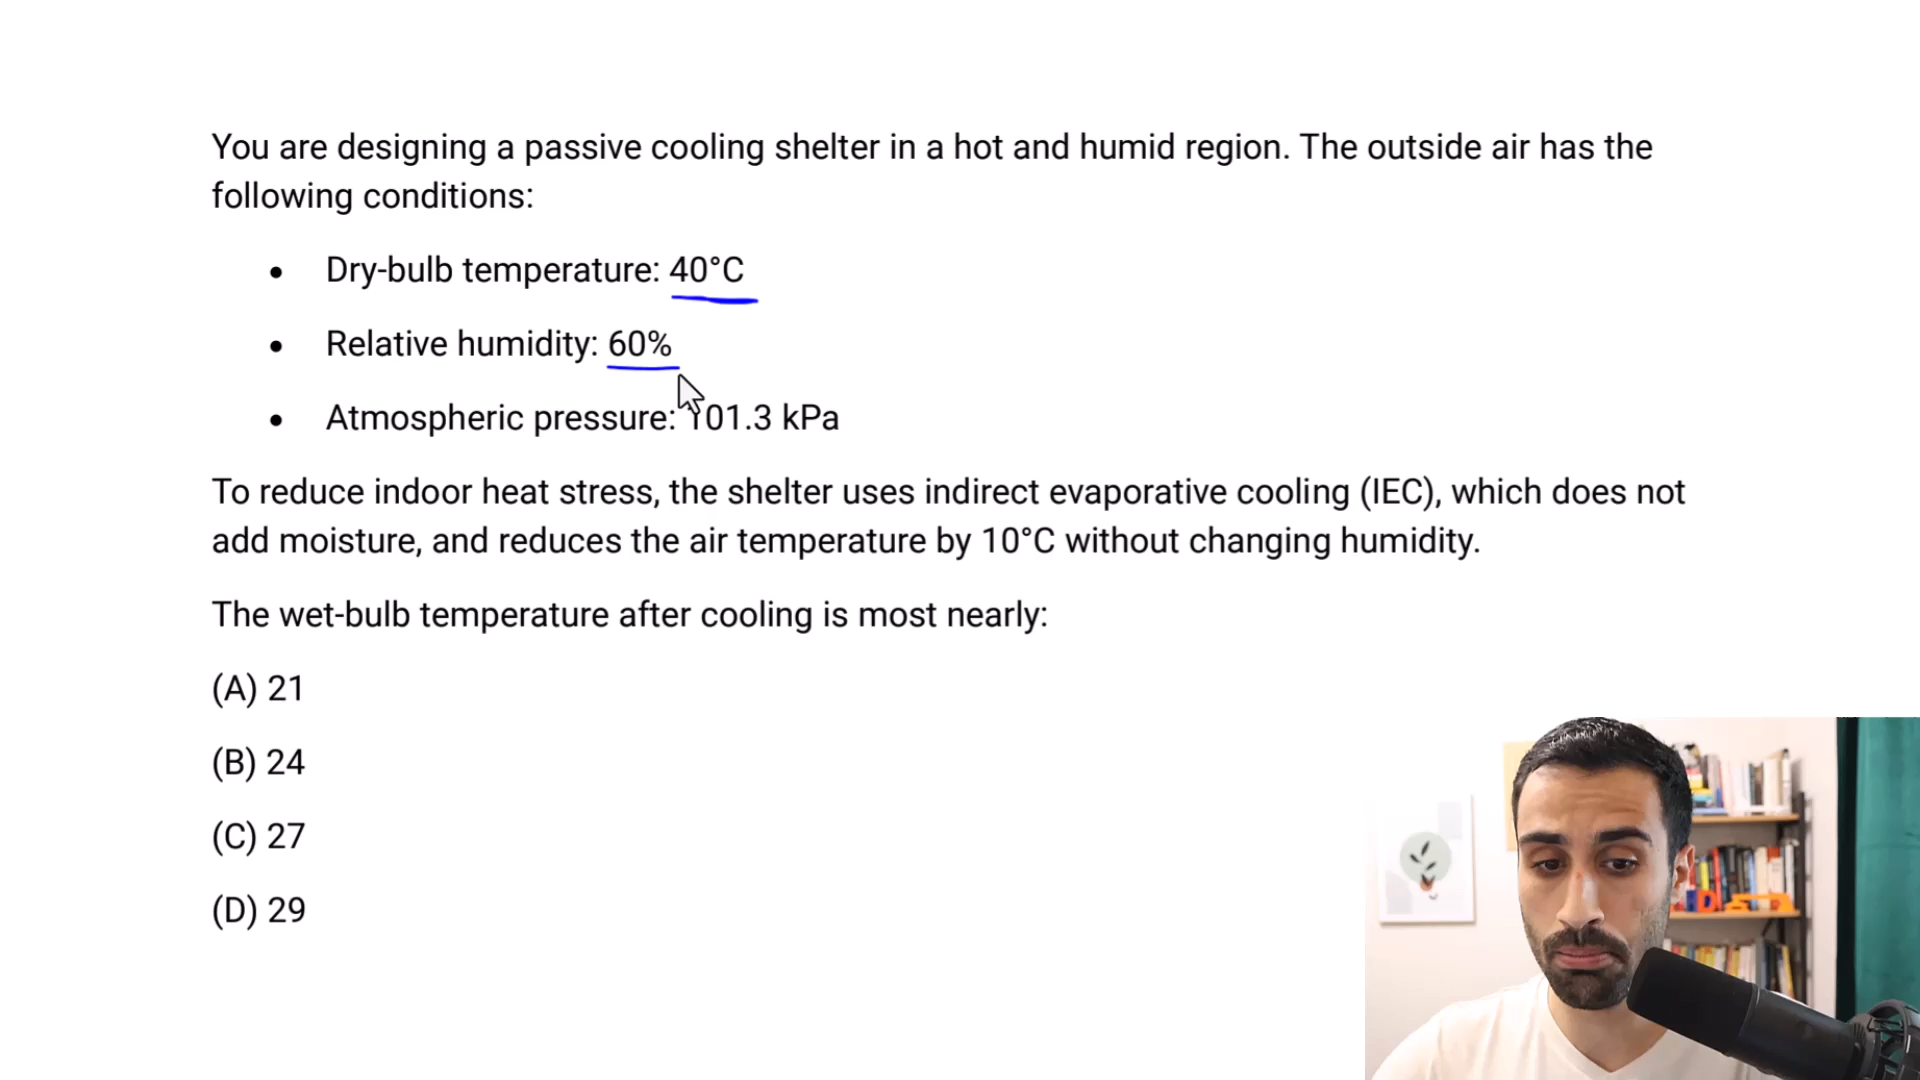 You are designing a passive cooling shelter in a hot and humid region. The outside air has the
following conditions:
• Dry-bulb temperature: 40°C
• Relative humidity: 60%
• Atmospheric pressure: 101.3 kPa
To reduce indoor heat stress, the shelter uses indirect evaporative cooling (IEC), which does not
add moisture, and reduces the air temperature by 10°C without changing humidity.
The wet-bulb temperature after cooling is most nearly:
(A) 21
(B) 24
(C) 27
(D) 29